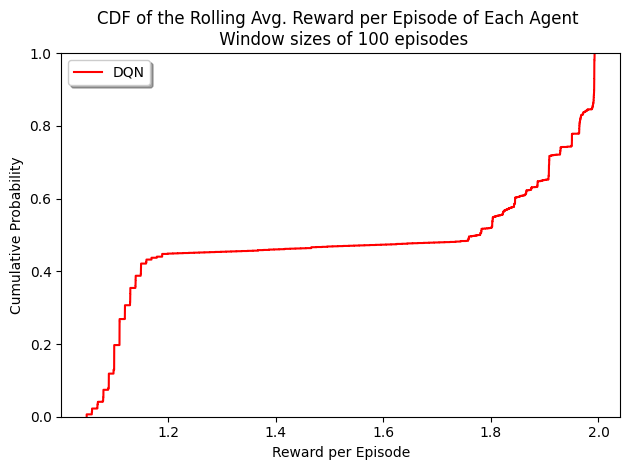 CDF of the Rolling Avg. Reward per Episode of Each Agent
Window sizes of 100 episodes
DQN
Cumulative Probability
1.0
0.8
0.6
0.4
0.2
0.0
1.2
1.4
1.6
1.8
2.0
Reward per Episode